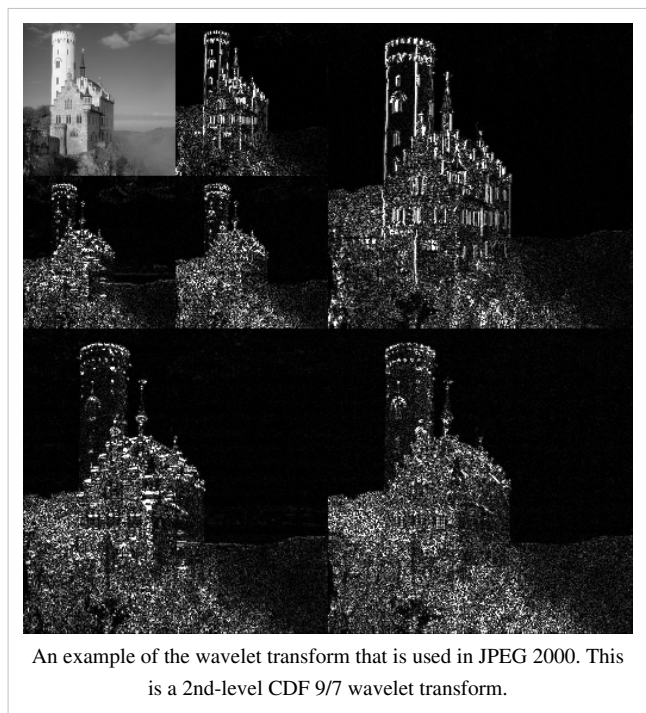 An example of the wavelet transform that is used in JPEG 2000. This
is a 2nd-level CDF 9/7 wavelet transform.